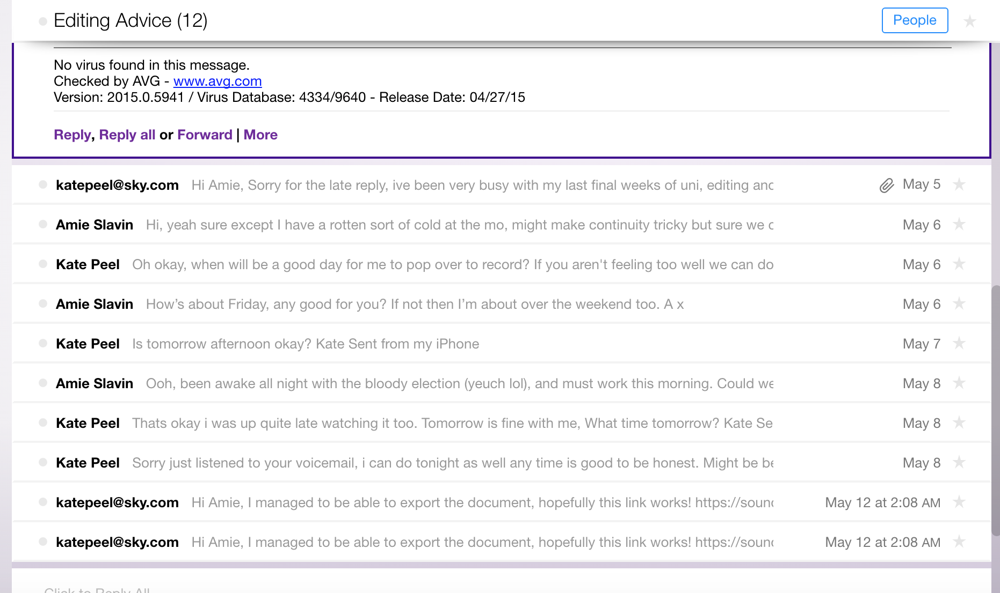 Editing Advice (12) People
No virus found in this message.
Checked by AVG - www.avg.com
Version: 2015.0.5941 / Virus Database: 4334/9640 - Release Date: 04/27/15
Reply, Reply all or Forward | More
katepeel@sky.com Hi Amie, Sorry for the late reply, ive been very busy with my last final weeks of uni, editing and May 5
Amie Slavin Hi, yeah sure except I have a rotten sort of cold at the mo, might make continuity tricky but sure we c May 6
Kate Peel Oh okay, when will be a good day for me to pop over to record? If you aren't feeling too well we can do May 6
Amie Slavin How’s about Friday, any good for you? If not then I’m about over the weekend too. A x May 6
Kate Peel Is tomorrow afternoon okay? Kate Sent from my iPhone May 7
Amie Slavin Ooh, been awake all night with the bloody election (yeuch lol), and must work this morning. Could we May 8
Kate Peel Thats okay i was up quite late watching it too. Tomorrow is fine with me, What time tomorrow? Kate Se May 8
Kate Peel Sorry just listened to your voicemail, i can do tonight as well any time is good to be honest. Might be be May 8
katepeel@sky.com Hi Amie, I managed to be able to export the document, hopefully this link works! https://sound May 12 at 2:08 AM
katepeel@sky.com Hi Amie, I managed to be able to export the document, hopefully this link works! https://sound May 12 at 2:08 AM
Click to Reply All